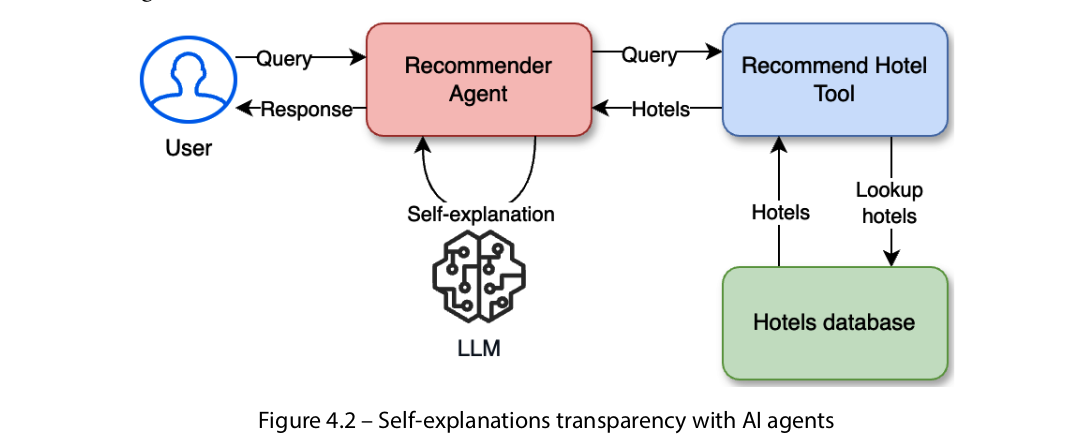 Query
Response
User
Recommender
Agent
Query
Hotels
Recommend Hotel
Tool
Self-explanation
LLM
Hotels
Lookup
hotels
Hotels database
Figure 4.2 – Self-explanations transparency with AI agents